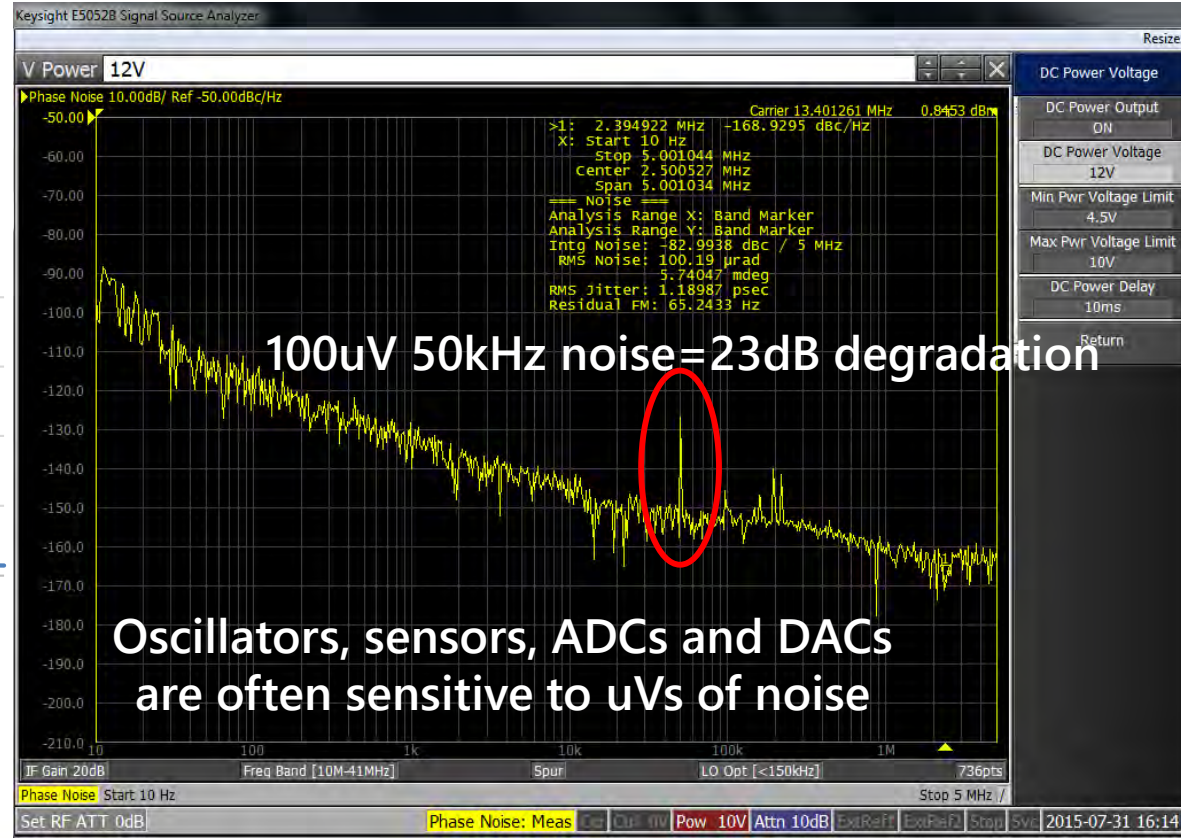 Keysight E5052B Signal Source Analyzer
Resize
V Power 12V
DC Power Voltage
Phase Noise 10.00dB/ Ref -50.00dBc/Hz
Carrier 13.401261 MHz 0.8453 dBm
>1: 2.394922 MHz -168.9295 dBc/Hz
X: Start 10 Hz
Stop 5.001044 MHz
Center 2.500527 MHz
Span 5.001034 MHz
=== Noise ===
Analysis Range X: Band Marker
Analysis Range Y: Band Marker
Intg Noise: -82.9938 dBc / 5 MHz
RMS Noise: 100.19 µrad
5.74047 mdeg
RMS Jitter: 1.18987 psec
Residual FM: 65.2433 Hz
DC Power Output
ON
DC Power Voltage
12V
Min Pwr Voltage Limit
4.5V
Max Pwr Voltage Limit
10V
DC Power Delay
10ms
Return
-50.00
-60.00
-70.00
-80.00
-90.00
-100.0
-110.0
-120.0
-130.0
-140.0
-150.0
-160.0
-170.0
-180.0
-190.0
-200.0
-210.0
100uV 50kHz noise=23dB degradation
Oscillators, sensors, ADCs and DACs
are often sensitive to uVs of noise
10 100 1k 10k 100k 1M
IF Gain 20dB Freq Band [10M-41MHz] Spur LO Opt [<150kHz] 736pts
Phase Noise Start 10 Hz Stop 5 MHz /
Set RF ATT 0dB Phase Noise: Meas Pow 10V Attn 10dB ExtRef1 ExtRef2 Stop Svc 2015-07-31 16:14